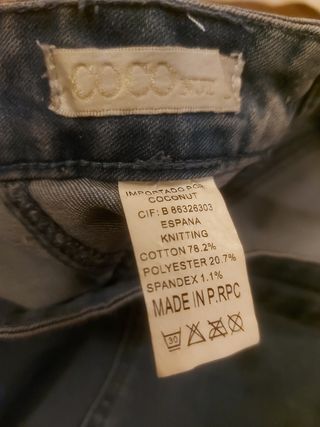 COCO
IMPORTADO POR
COCONUT
CIF: B 86326303
ESPANA
KNITTING
COTTON 78.2%
POLYESTER 20.7%
SPANDEX 1.1%
MADE IN P.RPC
30